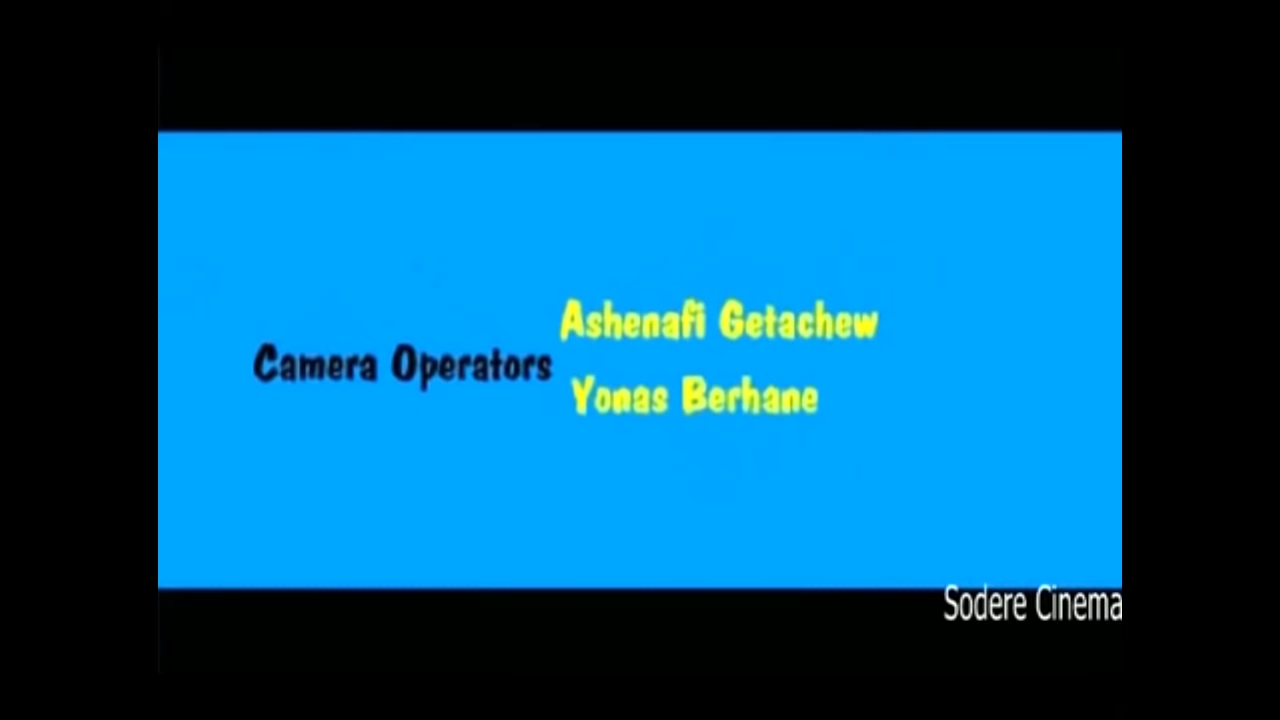 Ashenafi Getachew
Camera Operators
Yonas Berhane
Sodere Cinema